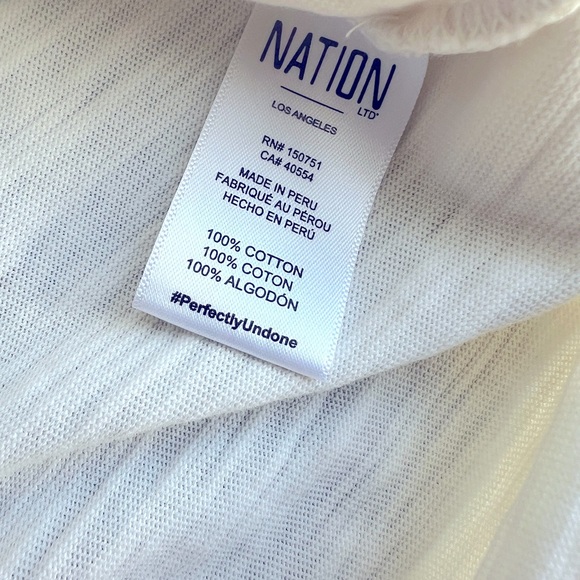 NATION
LTD
LOS ANGELES
RN# 150751
CA# 40554
MADE IN PERU
FABRIQUÉ AU PÉROU
HECHO EN PERÚ
100% COTTON
100% COTON
100% ALGODÓN
#PerfectlyUndone